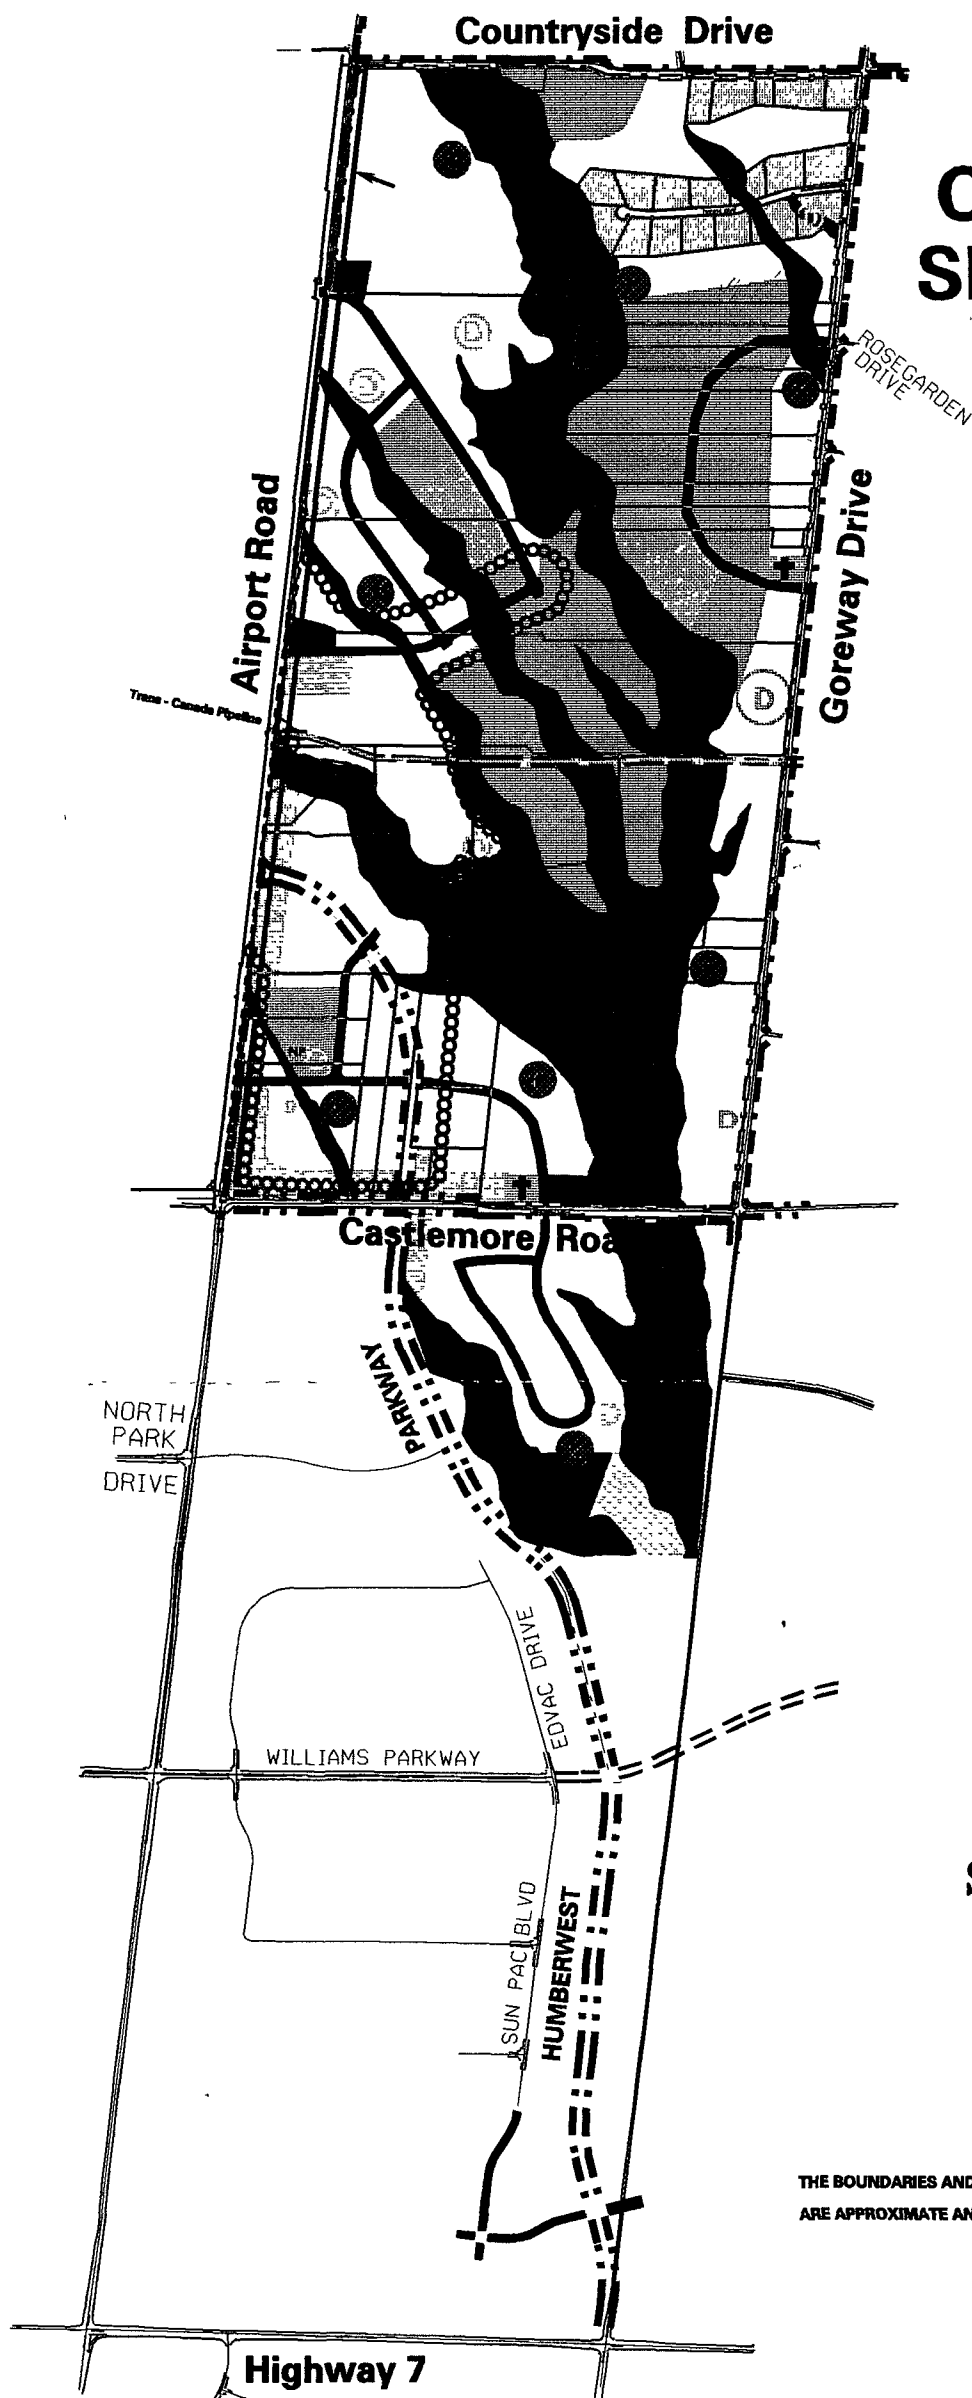 Countryside Drive
C
ROSEGARDEN
DRIVE
Airport Road
Goreway Drive
Trans - Canada Pipeline
D
D
D
D
Castlemore Roa
PARKWAY
NORTH
PARK
DRIVE
EDVAC DRIVE
WILLIAMS PARKWAY
SUN PAC BLVD
HUMBERWEST
THE BOUNDARIES AND
ARE APPROXIMATE AN
Highway 7